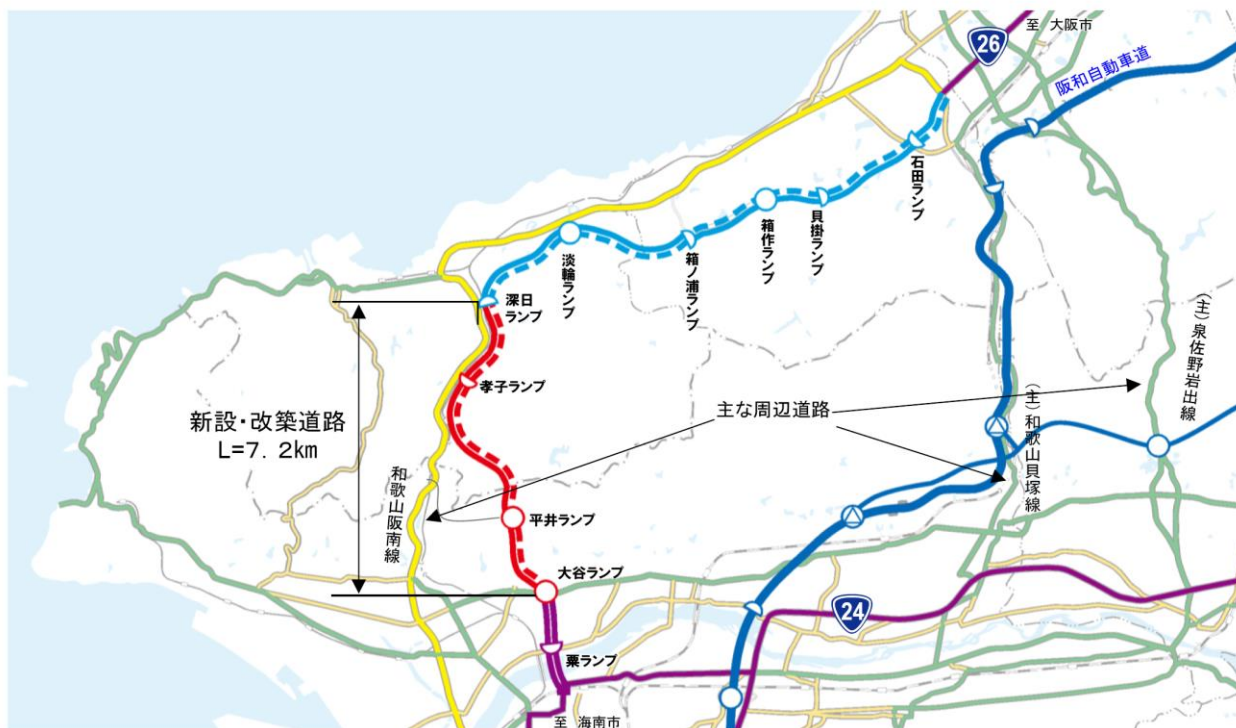 至 大阪市
26
阪和自動車道
石田ランプ
貝掛ランプ
箱作ランプ
箱ノ浦ランプ
淡輪ランプ
深日
ランプ
孝子ランプ
新設・改築道路
L=7. 2km
主な周辺道路
(主)泉佐野岩出線
(主)和歌山貝塚線
和歌山阪南線
平井ランプ
大谷ランプ
24
粟ランプ
至 海南市